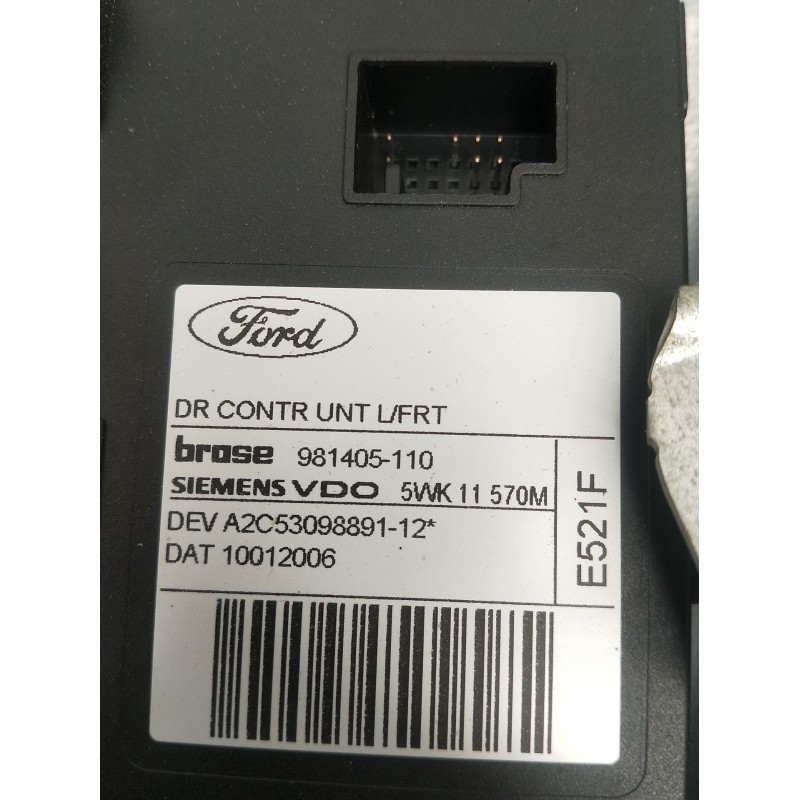 Ford
DR CONTR UNT L/FRT
brose 981405-110
SIEMENS VDO 5WK 11 570M
DEV A2C53098891-12*
DAT 10012006
E521F